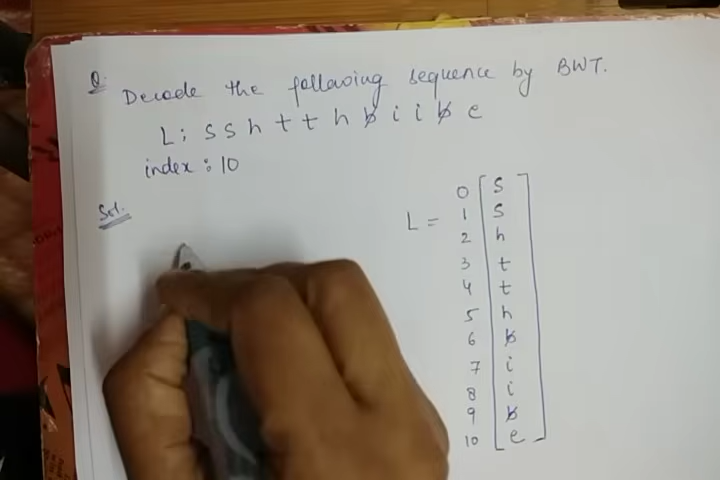 Q. Decode the following sequence by BWT.
L: s s h t t h b̸ i i b̸ e
index : 10
Sol.
L =
0 s
1 s
2 h
3 t
4 t
5 h
6 b̸
7 i
8 i
9 b̸
10 e